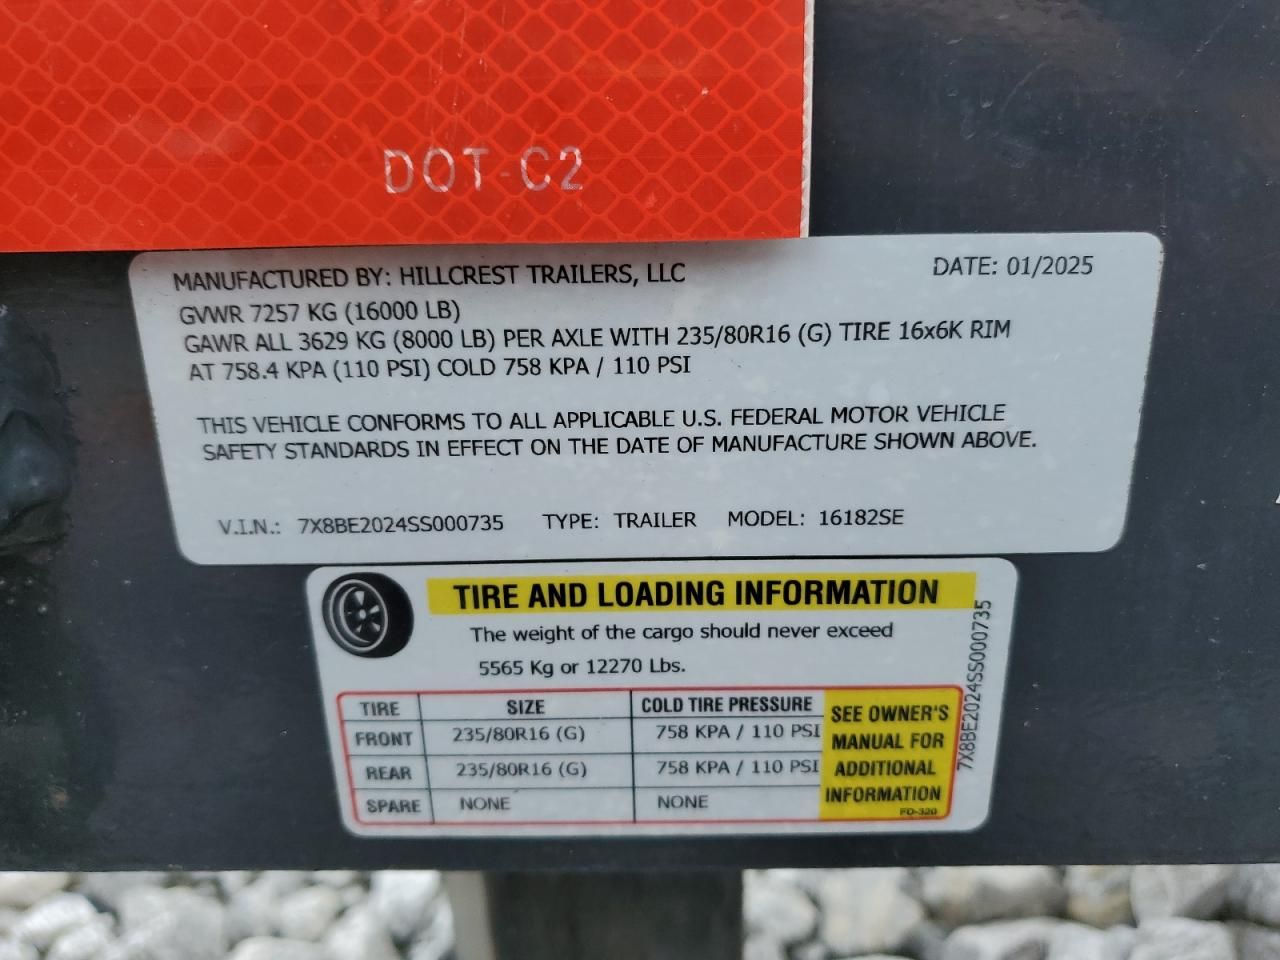 DOT-C2
MANUFACTURED BY: HILLCREST TRAILERS, LLC DATE: 01/2025
GVWR 7257 KG (16000 LB)
GAWR ALL 3629 KG (8000 LB) PER AXLE WITH 235/80R16 (G) TIRE 16x6K RIM
AT 758.4 KPA (110 PSI) COLD 758 KPA / 110 PSI
THIS VEHICLE CONFORMS TO ALL APPLICABLE U.S. FEDERAL MOTOR VEHICLE
SAFETY STANDARDS IN EFFECT ON THE DATE OF MANUFACTURE SHOWN ABOVE.
V.I.N.: 7X8BE2024SS000735 TYPE: TRAILER MODEL: 16182SE
TIRE AND LOADING INFORMATION
The weight of the cargo should never exceed
5565 Kg or 12270 Lbs.
TIRE SIZE COLD TIRE PRESSURE
FRONT 235/80R16 (G) 758 KPA / 110 PSI
REAR 235/80R16 (G) 758 KPA / 110 PSI
SPARE NONE NONE
SEE OWNER'S
MANUAL FOR
ADDITIONAL
INFORMATION
FD-320
7X8BE2024SS000735